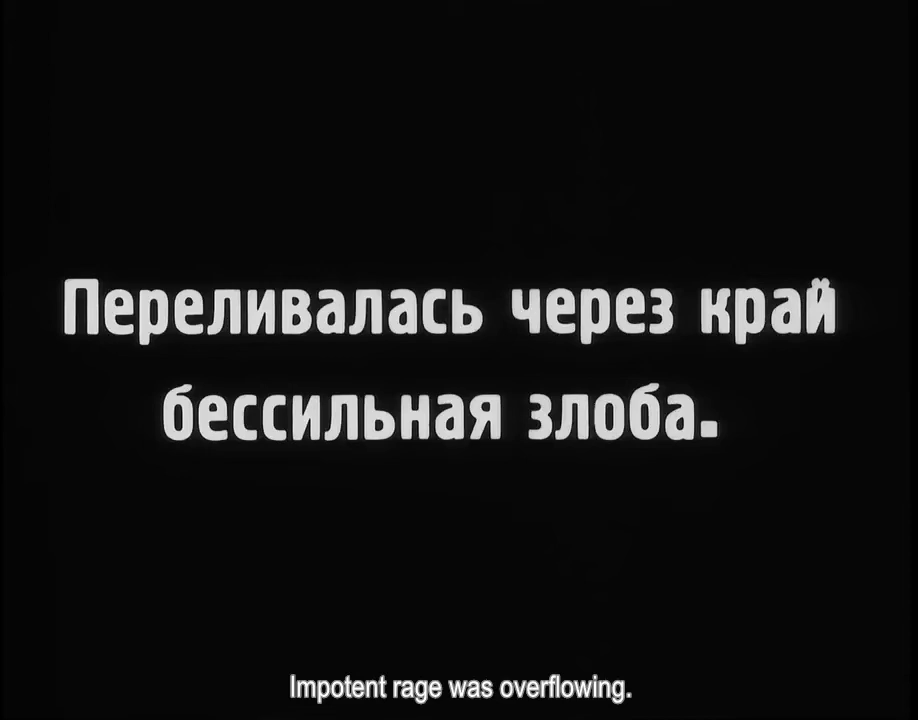 Переливалась через край
бессильная злоба.
Impotent rage was overflowing.